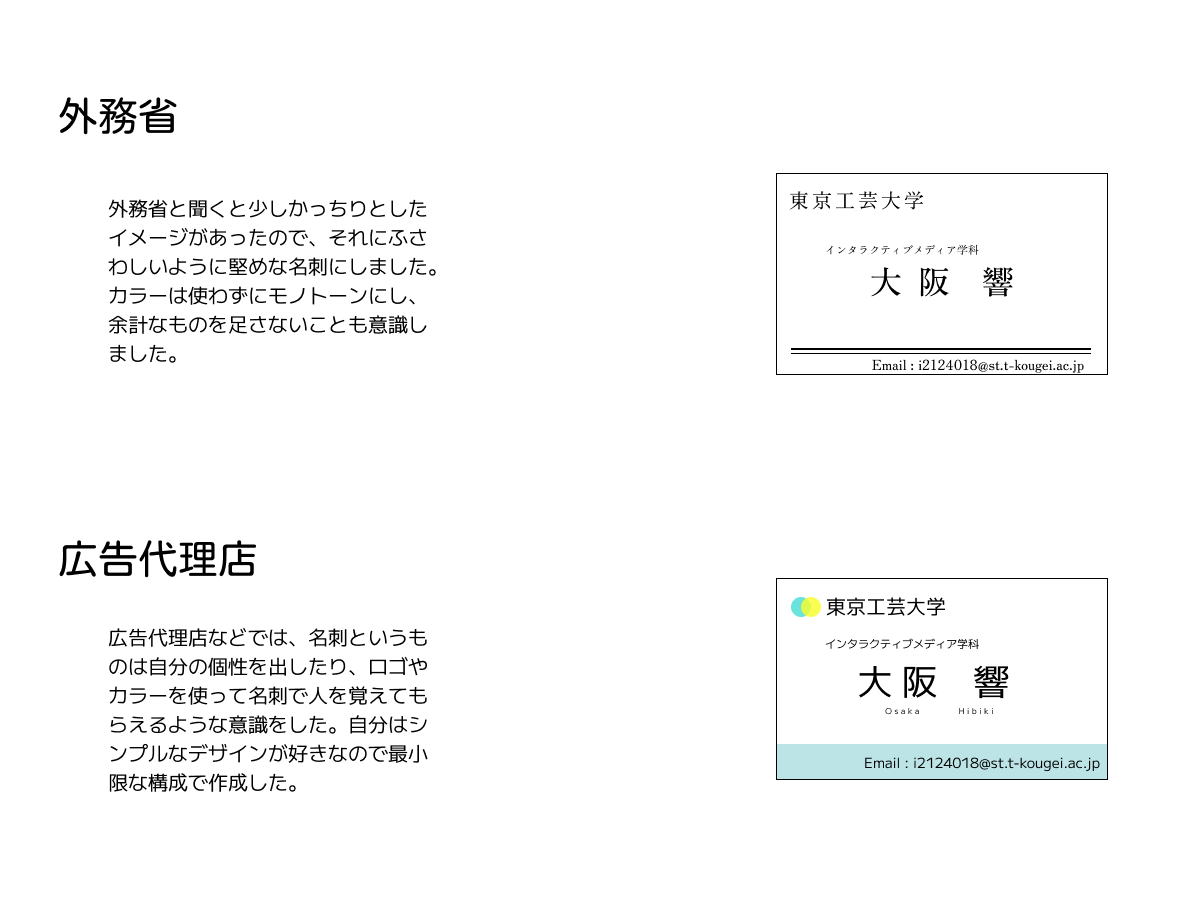 外務省
外務省と聞くと少しかっちりとした
イメージがあったので、それにふさ
わしいように堅めな名刺にしました。
カラーは使わずにモノトーンにし、
余計なものを足さないことも意識し
ました。
東京工芸大学
インタラクティブメディア学科
大阪 響
Email : i2124018@st.t-kougei.ac.jp
広告代理店
広告代理店などでは、名刺というも
のは自分の個性を出したり、ロゴや
カラーを使って名刺で人を覚えても
らえるような意識をした。自分はシ
ンプルなデザインが好きなので最小
限な構成で作成した。
東京工芸大学
インタラクティブメディア学科
大阪 響
Osaka Hibiki
Email : i2124018@st.t-kougei.ac.jp